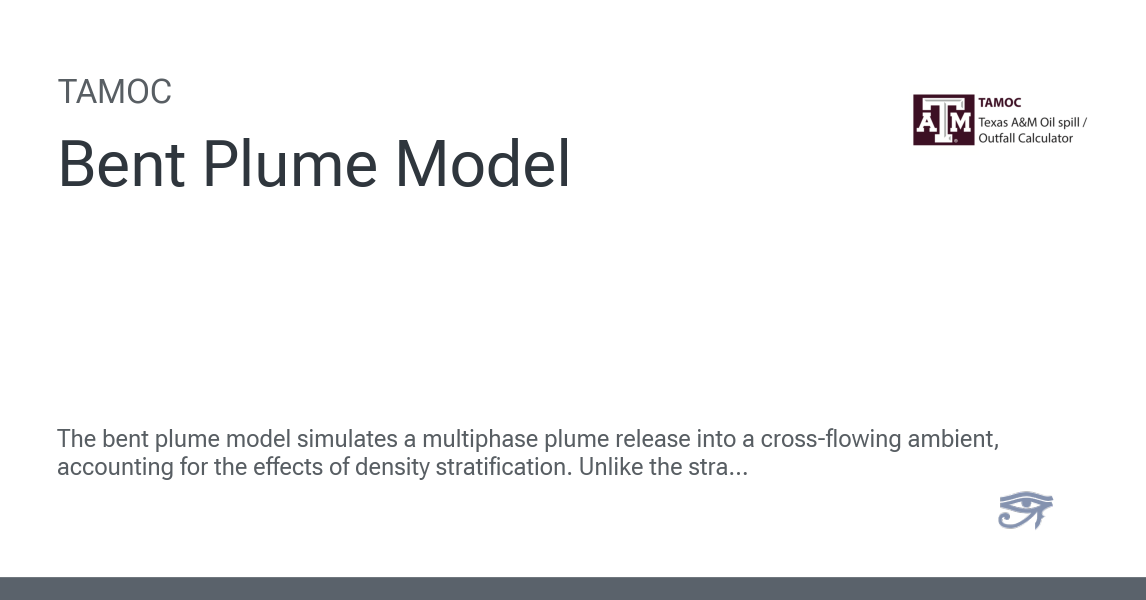 TAMOC
Bent Plume Model
ATM
TAMOC
Texas A&M Oil spill /
Outfall Calculator
The bent plume model simulates a multiphase plume release into a cross-flowing ambient,
accounting for the effects of density stratification. Unlike the stra...